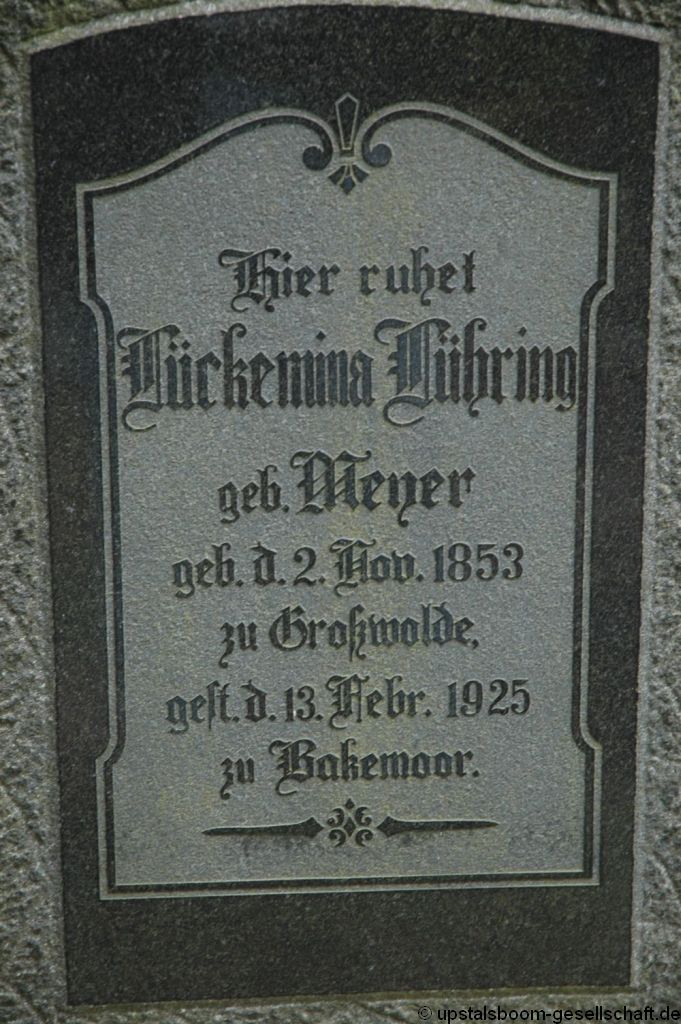 Hier ruhet
Lückemina Lühring
geb. Meyer
geb. d. 2. Nov. 1853
zu Großwolde,
gest. d. 13. Febr. 1925
zu Bakemoor.
© upstalsboom-gesellschaft.de